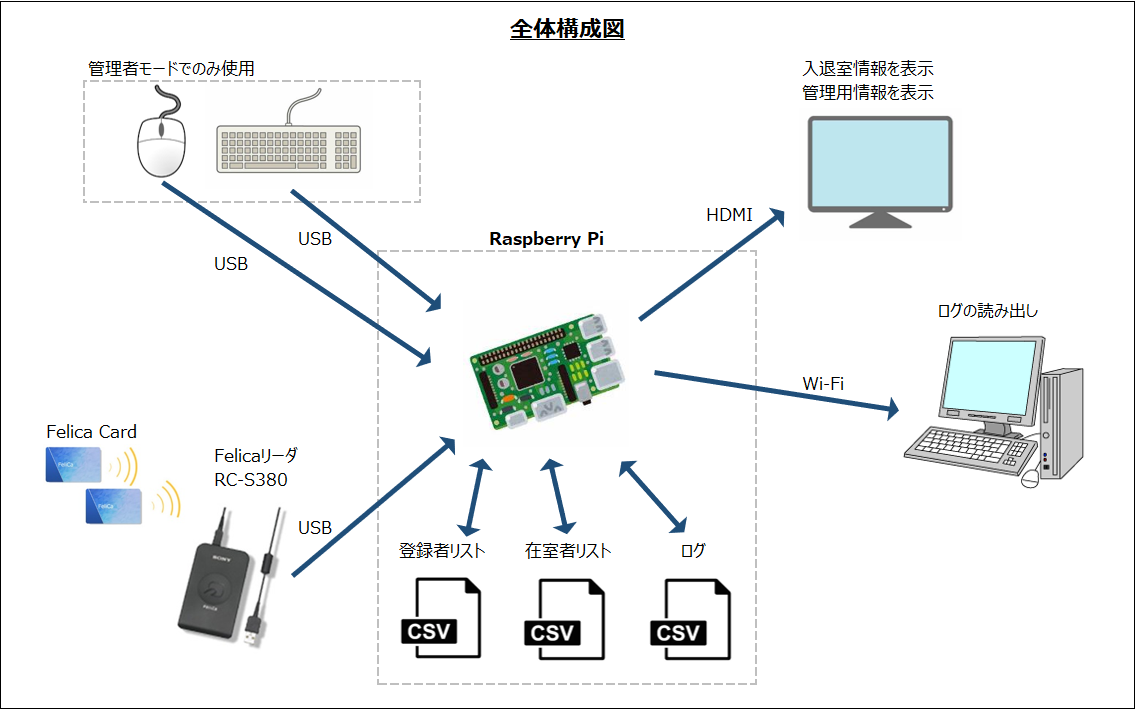 全体構成図
管理者モードでのみ使用
入退室情報を表示
管理用情報を表示
USB
USB
HDMI
Raspberry Pi
ログの読み出し
Wi-Fi
Felica Card
FeliCa
FeliCa
Felicaリーダ
RC-S380
SONY
USB
登録者リスト
在室者リスト
ログ
CSV
CSV
CSV